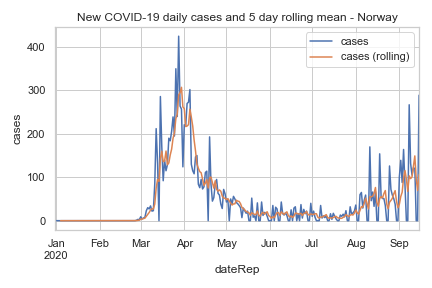 New COVID-19 daily cases and 5 day rolling mean - Norway
cases
cases (rolling)
400
300
200
100
0
cases
Jan Feb Mar Apr May Jun Jul Aug Sep
2020
dateRep